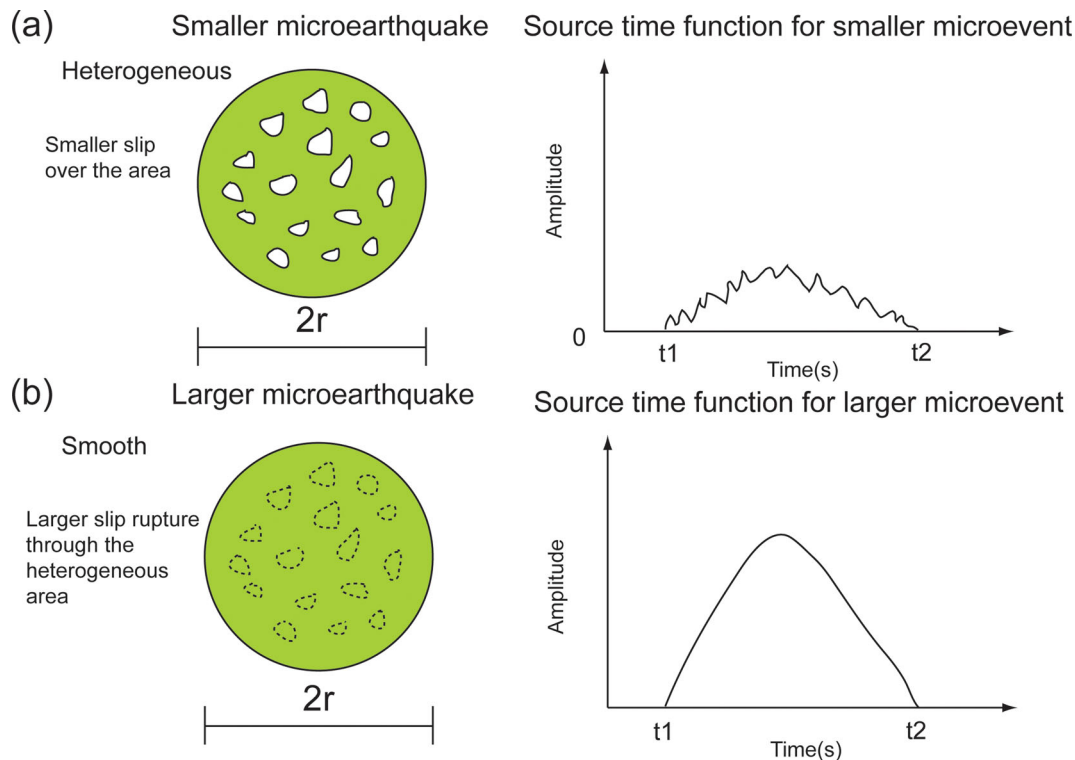 (a)
Smaller microearthquake
Source time function for smaller microevent
Heterogeneous
Smaller slip
over the area
2r
Amplitude
0
t1
t2
Time(s)
(b)
Larger microearthquake
Source time function for larger microevent
Smooth
Larger slip rupture
through the
heterogeneous
area
2r
Amplitude
t1
t2
Time(s)